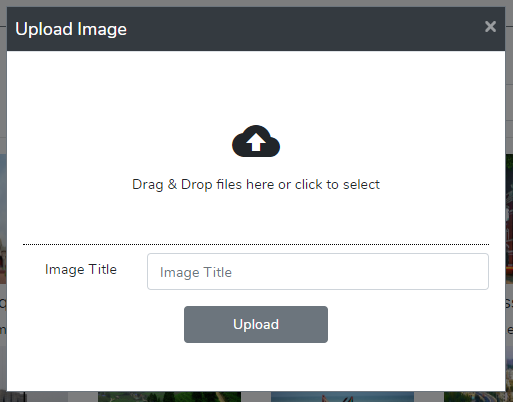 Upload Image
×
Drag & Drop files here or click to select
Image Title
Image Title
Upload